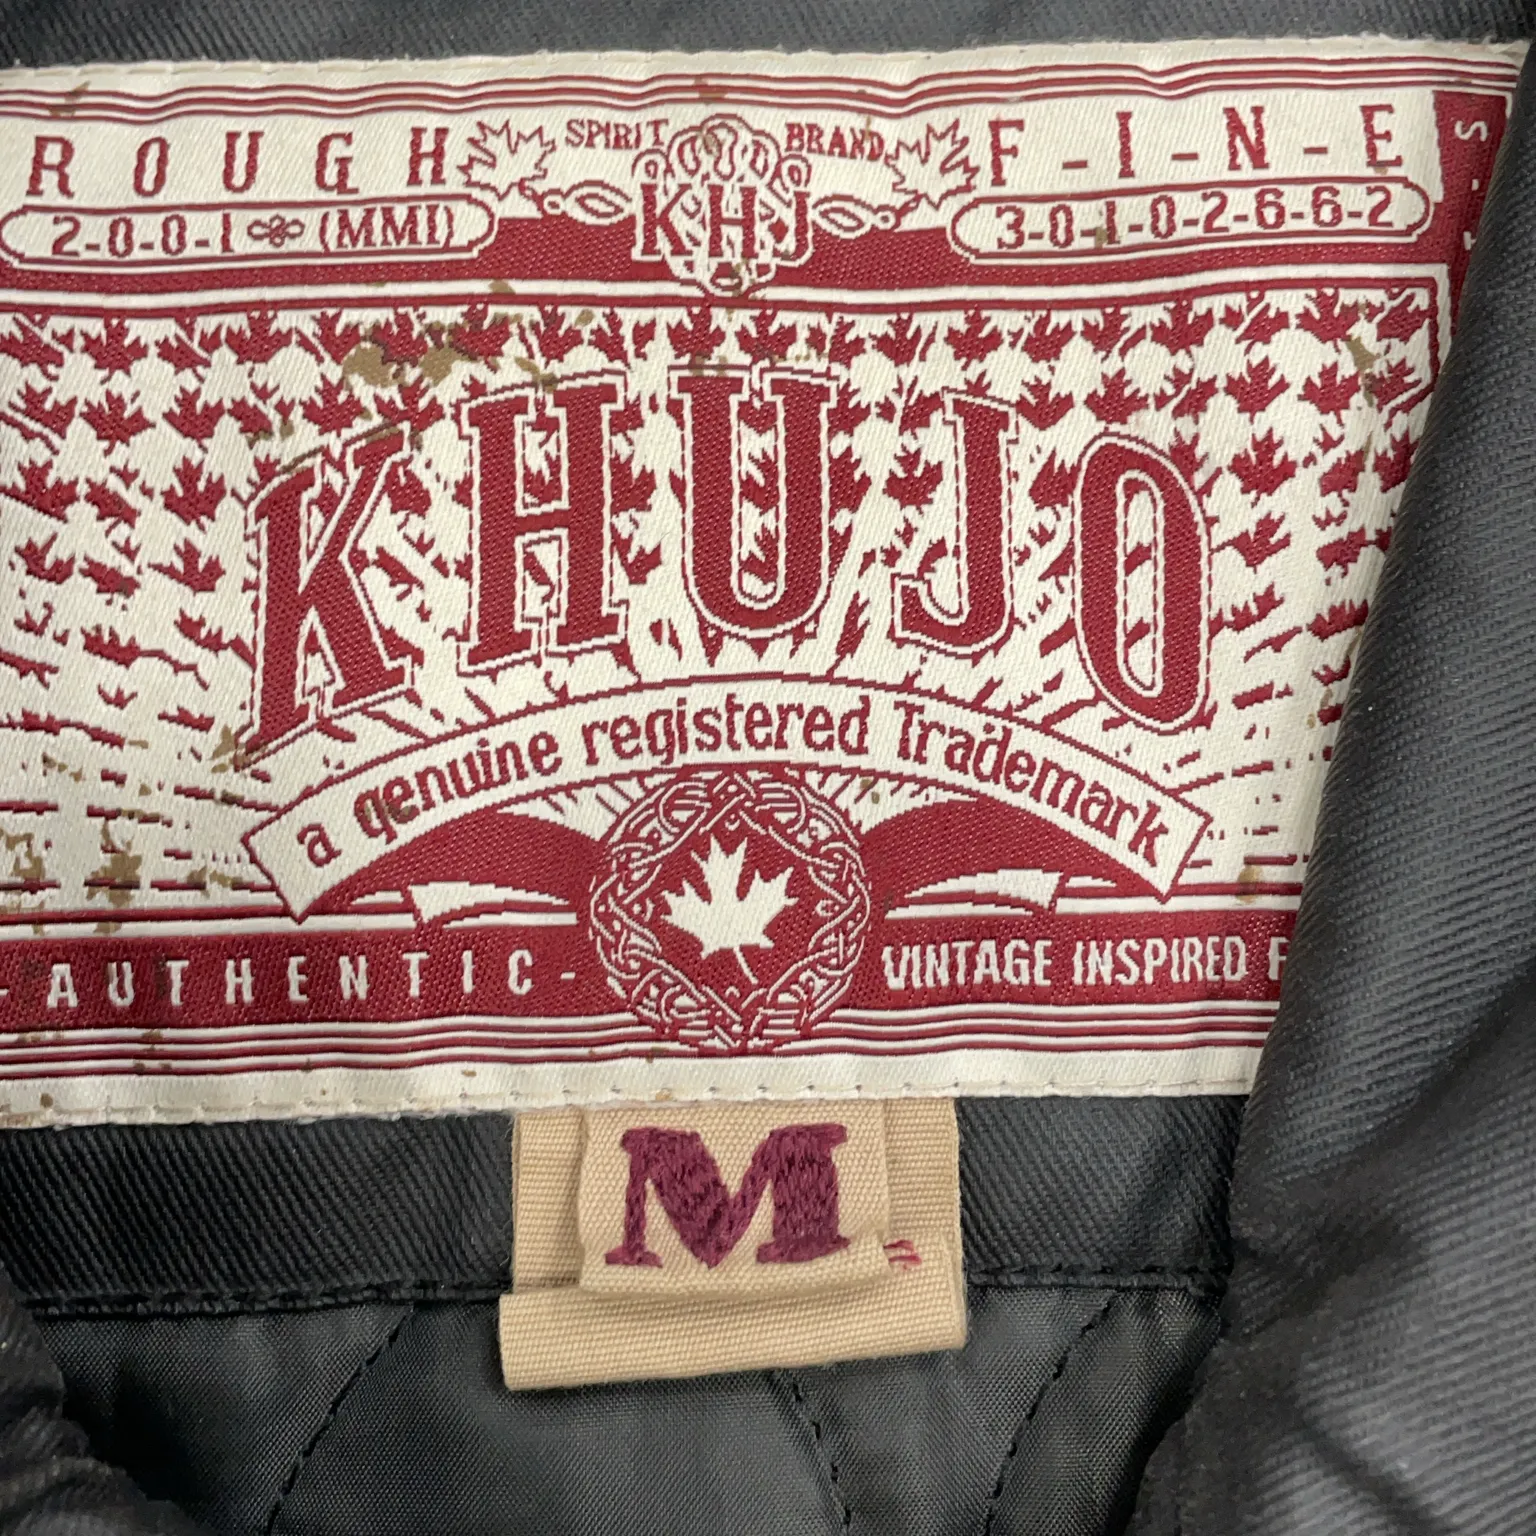 ROUGH
SPIRIT BRAND
F-I-N-E
2-0-0-1 (MMI)
KHJ
3-0-1-0-2-6-6-2
KHUJO
a genuine registered Trademark
-AUTHENTIC-
VINTAGE INSPIRED F
M